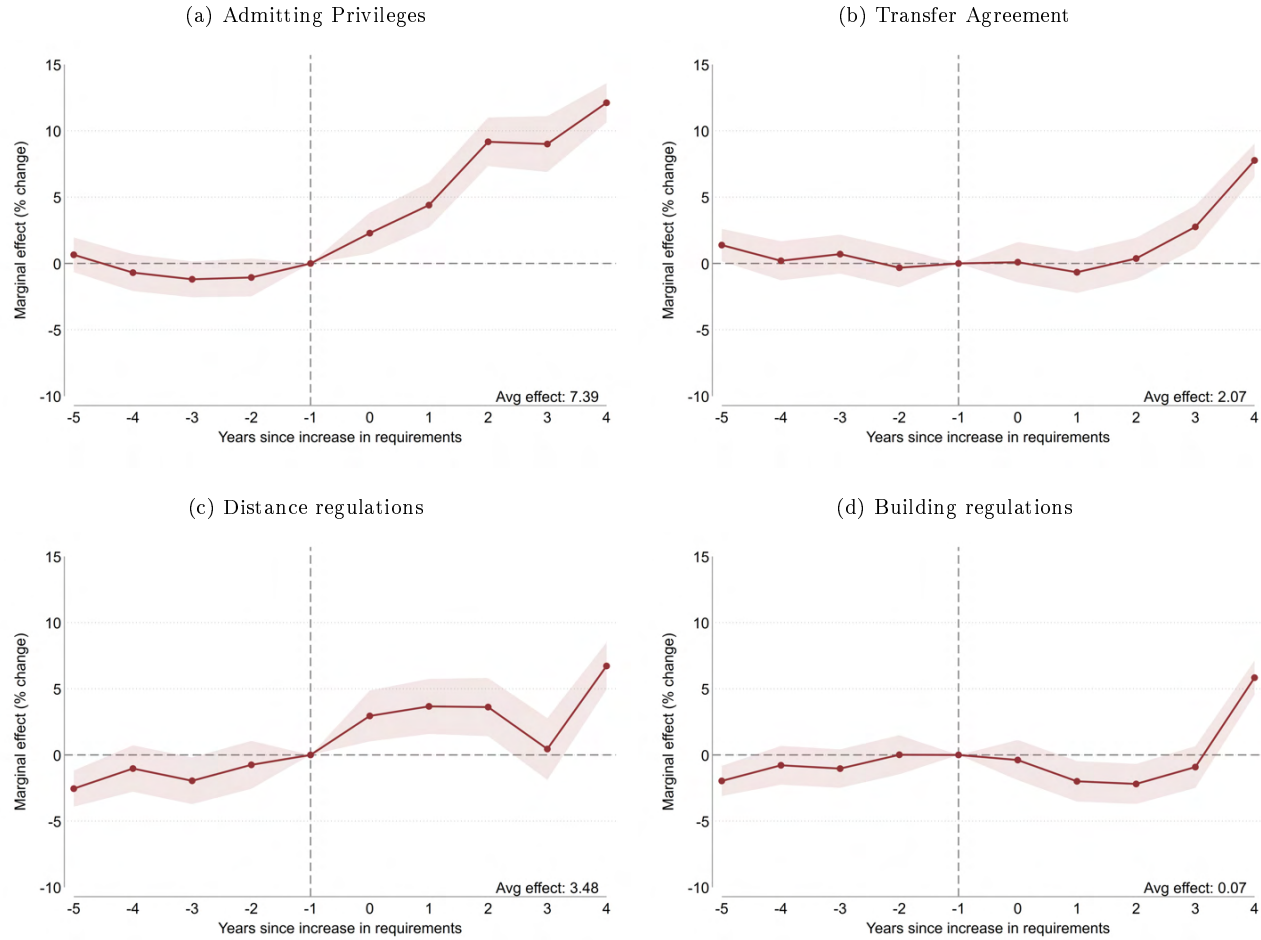 (a) Admitting Privileges
Marginal effect (% change)
15
10
5
0
-5
-10
Avg effect: 7.39
-5 -4 -3 -2 -1 0 1 2 3 4
Years since increase in requirements
(b) Transfer Agreement
Marginal effect (% change)
15
10
5
0
-5
-10
Avg effect: 2.07
-5 -4 -3 -2 -1 0 1 2 3 4
Years since increase in requirements
(c) Distance regulations
Marginal effect (% change)
15
10
5
0
-5
-10
Avg effect: 3.48
-5 -4 -3 -2 -1 0 1 2 3 4
Years since increase in requirements
(d) Building regulations
Marginal effect (% change)
15
10
5
0
-5
-10
Avg effect: 0.07
-5 -4 -3 -2 -1 0 1 2 3 4
Years since increase in requirements